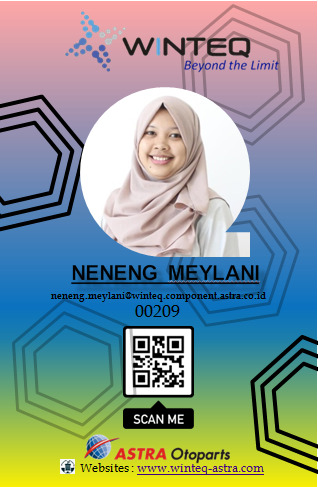 WINTEQ
Beyond the Limit
NENENG MEYLANI
neneng.meylani@winteq.component.astra.co.id
00209
SCAN ME
ASTRA Otoparts
Websites : www.winteq-astra.com